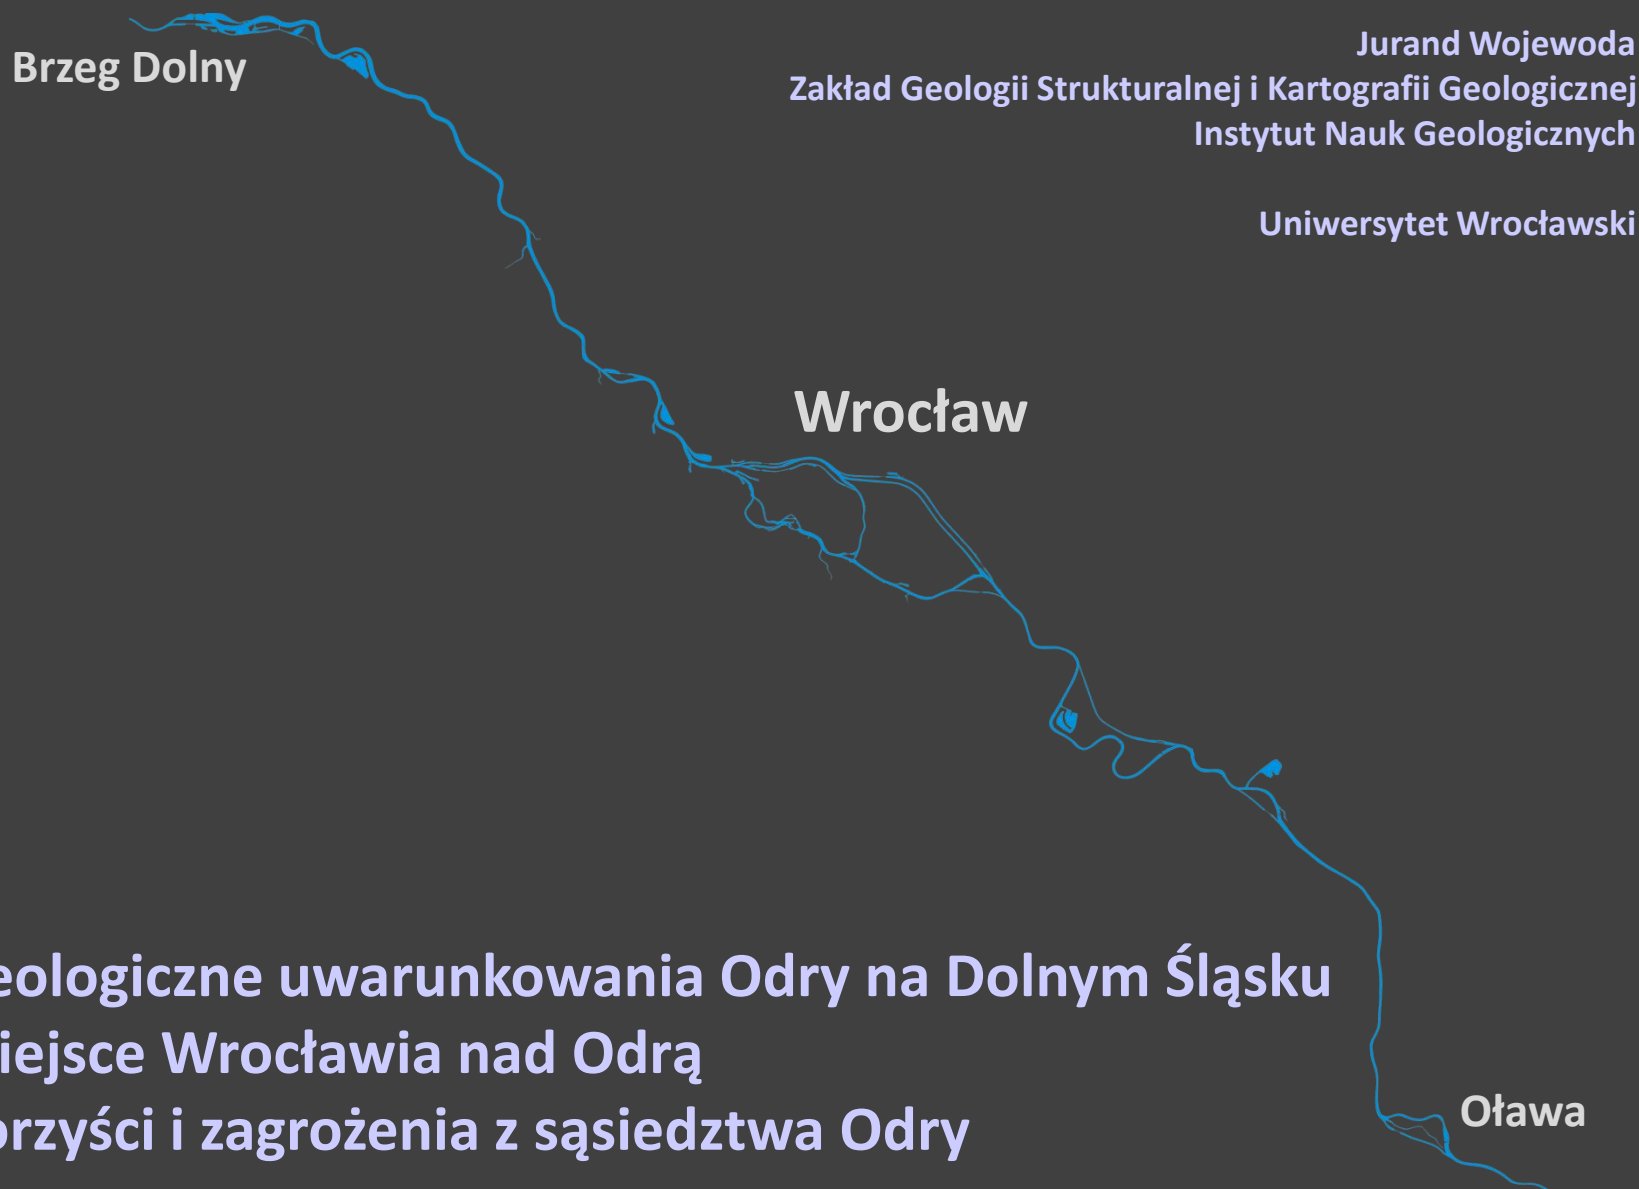 Brzeg Dolny
Jurand Wojewoda
Zakład Geologii Strukturalnej i Kartografii Geologicznej
Instytut Nauk Geologicznych
Uniwersytet Wrocławski
Wrocław
eologiczne uwarunkowania Odry na Dolnym Śląsku
iejsce Wrocławia nad Odrą
orzyści i zagrożenia z sąsiedztwa Odry
Oława